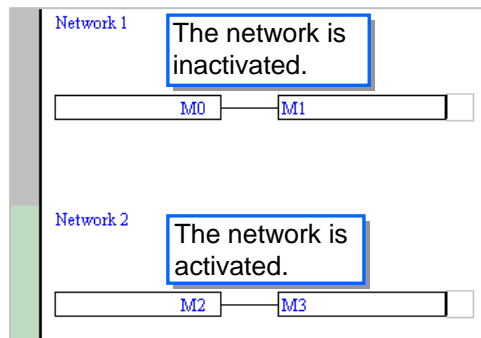 Network 1
The network is
inactivated.
M0 M1
Network 2
The network is
activated.
M2 M3